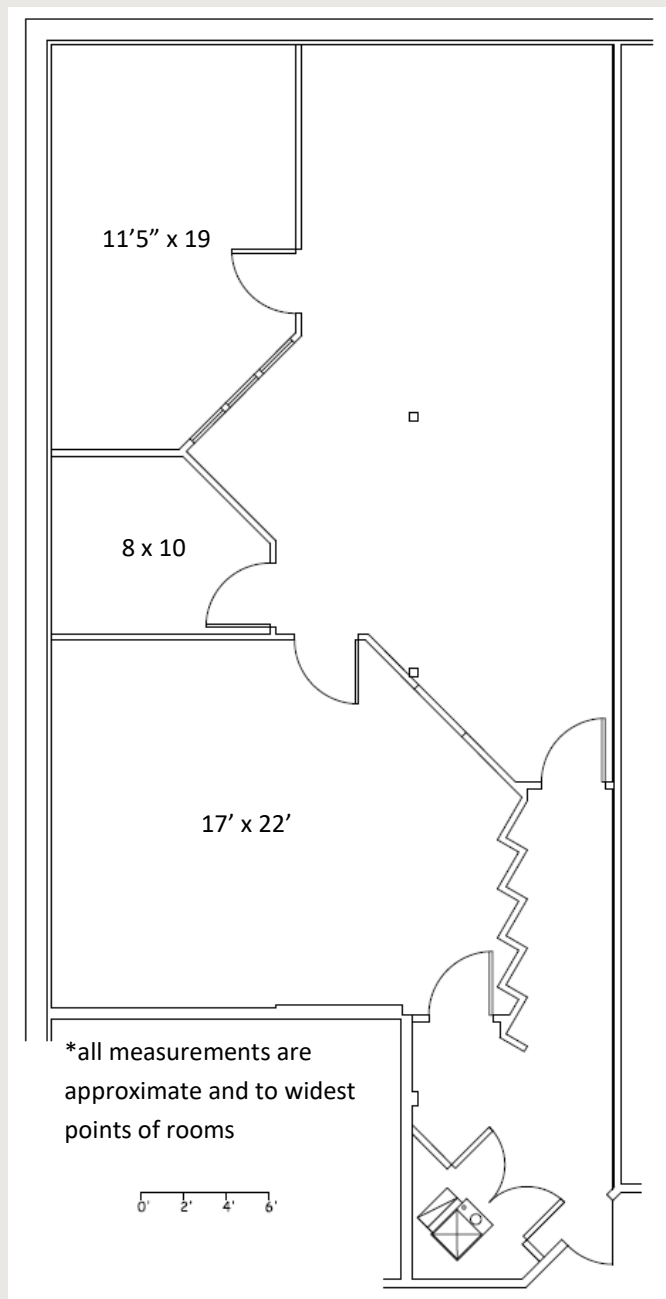 11’5” x 19
8 x 10
17’ x 22’
*all measurements are
approximate and to widest
points of rooms
0' 2' 4' 6'